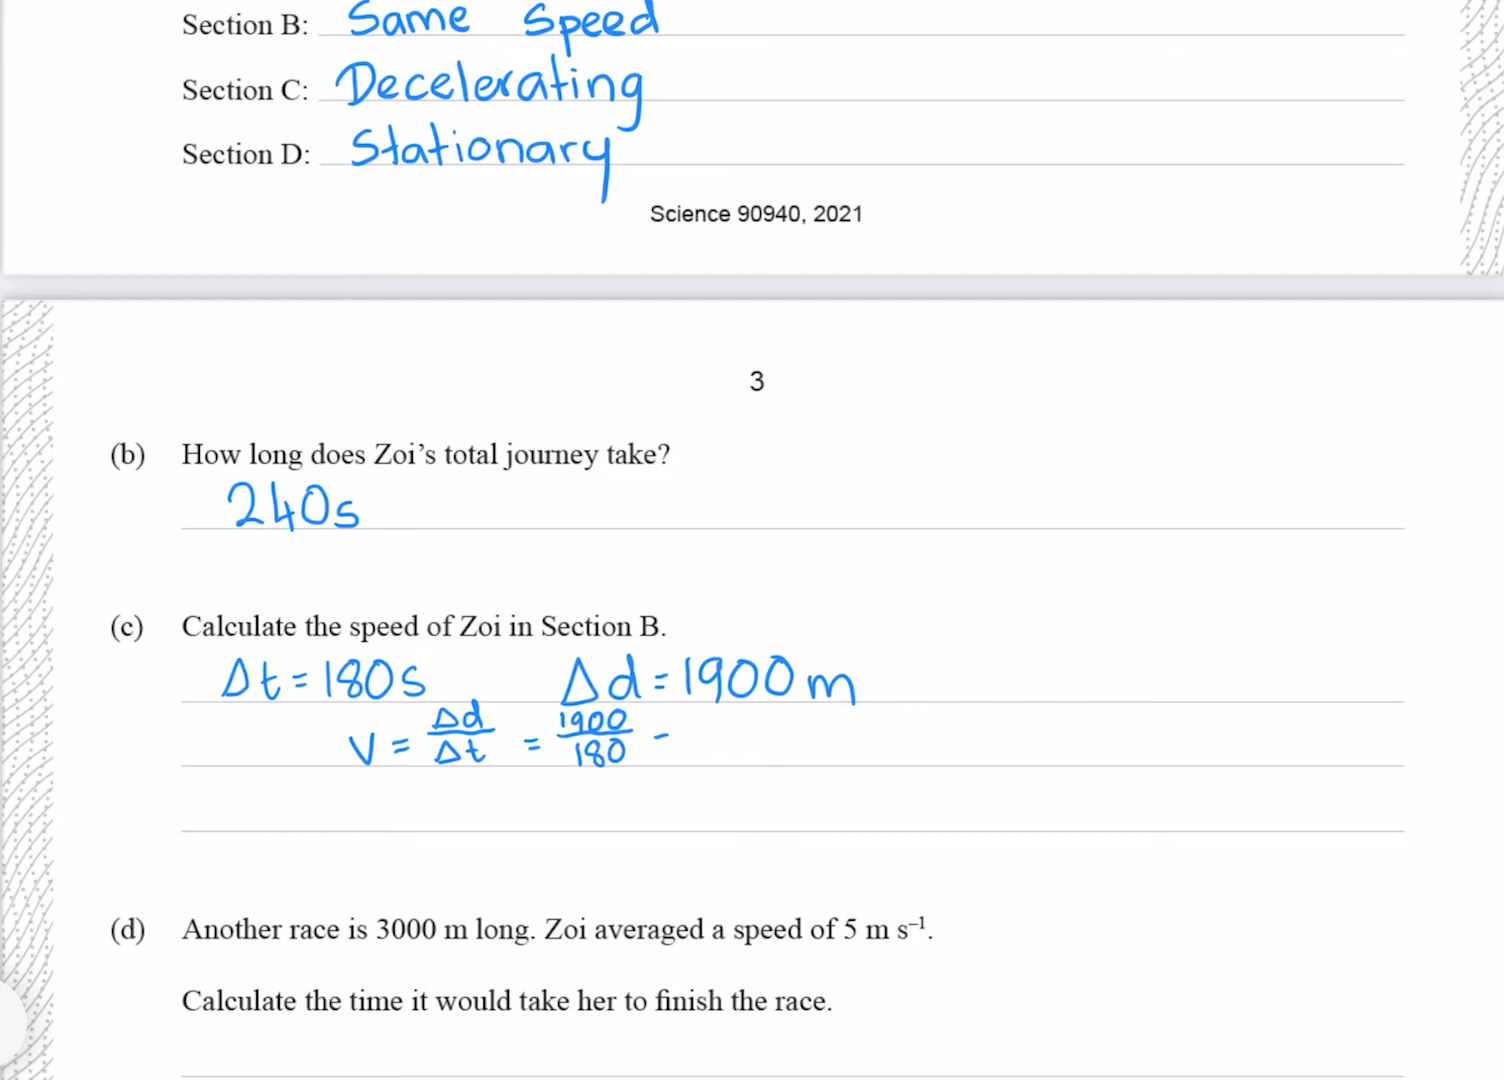 Section B: Same Speed
Section C: Decelerating
Section D: Stationary
Science 90940, 2021
3
(b) How long does Zoi’s total journey take?
240s
(c) Calculate the speed of Zoi in Section B.
Δt = 180s Δd = 1900m
V = Δd/Δt = 1900/180 -
(d) Another race is 3000 m long. Zoi averaged a speed of 5 m s⁻¹.
Calculate the time it would take her to finish the race.